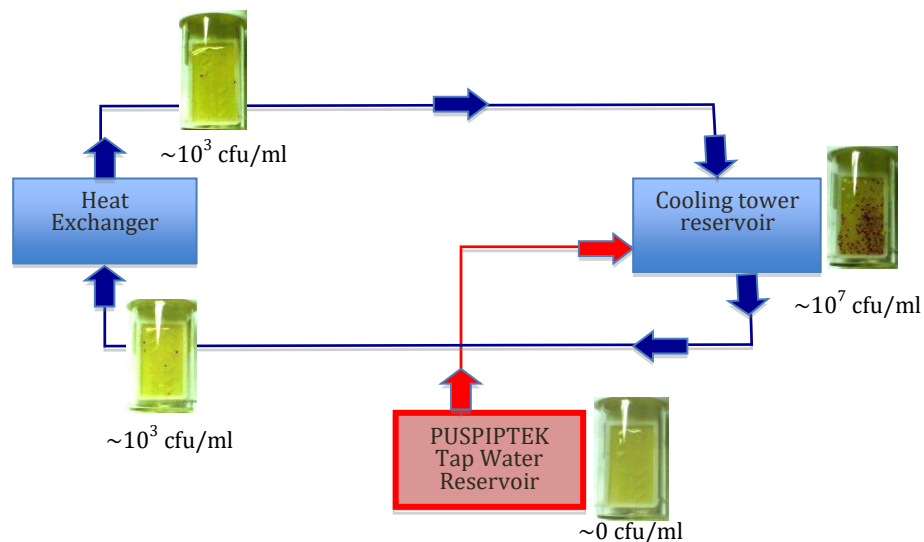 ~10³ cfu/ml
Heat
Exchanger
Cooling tower
reservoir
~10⁷ cfu/ml
~10³ cfu/ml
PUSPIPTEK
Tap Water
Reservoir
~0 cfu/ml